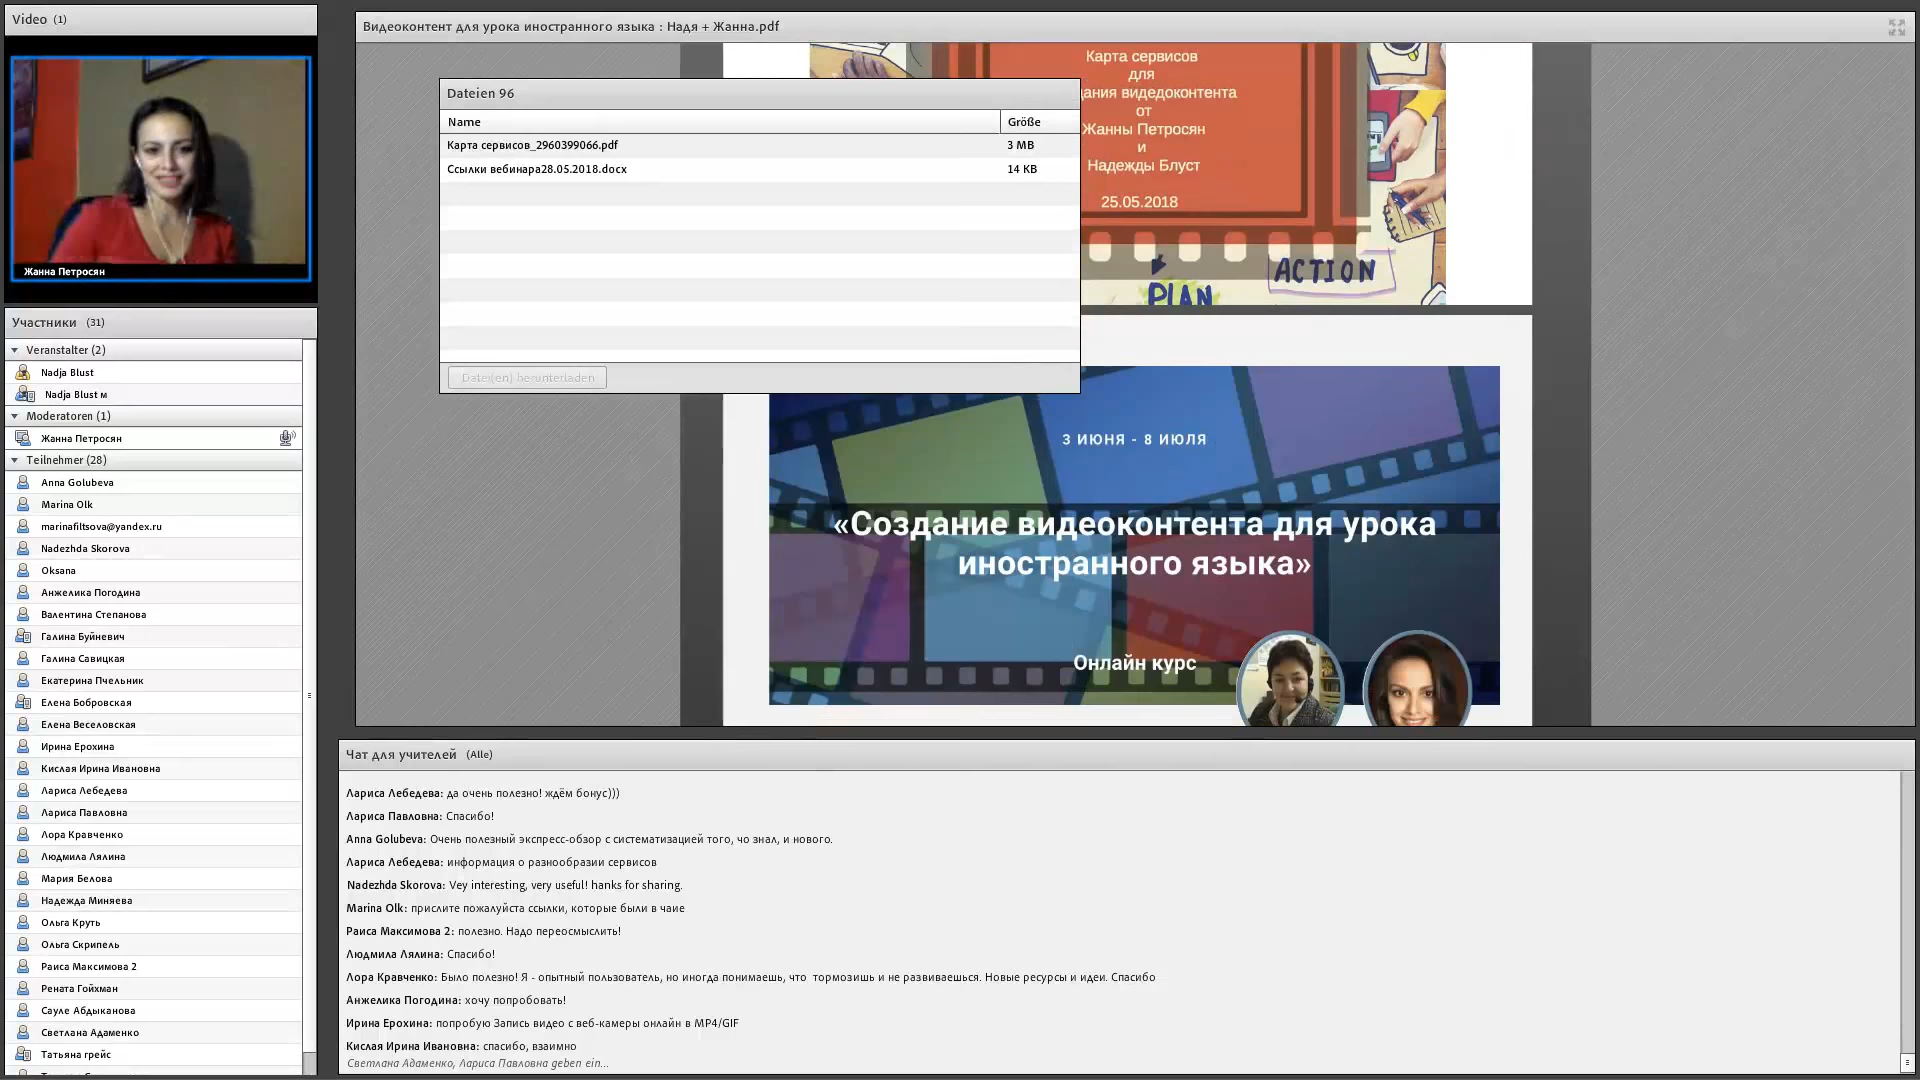 Video (1)
Жанна Петросян
Участники (31)
Veranstalter (2)
Nadja Blust
Nadja Blust м
Moderatoren (1)
Жанна Петросян
Teilnehmer (28)
Anna Golubeva
Marina Olk
marinafiltsova@yandex.ru
Nadezhda Skorova
Oksana
Анжелика Погодина
Валентина Степанова
Галина Буйневич
Галина Савицкая
Екатерина Пчельник
Елена Бобровская
Елена Веселовская
Ирина Ерохина
Кислая Ирина Ивановна
Лариса Лебедева
Лариса Павловна
Лора Кравченко
Людмила Лялина
Мария Белова
Надежда Миняева
Ольга Круть
Ольга Скрипель
Раиса Максимова 2
Рената Гойхман
Сауле Абдыканова
Светлана Адаменко
Татьяна грейс
Видеоконтент для урока иностранного языка : Надя + Жанна.pdf
Dateien 96
Name Größe
Карта сервисов_2960399066.pdf 3 MB
Ссылки вебинара28.05.2018.docx 14 KB
Datei(en) herunterladen
Карта сервисов
для
дания видедоконтента
от
Жанны Петросян
и
Надежды Блуст
25.05.2018
ACTION
PLAN
3 ИЮНЯ - 8 ИЮЛЯ
«Создание видеоконтента для урока
иностранного языка»
Онлайн курс
Чат для учителей (Alle)
Лариса Лебедева: да очень полезно! ждём бонус)))
Лариса Павловна: Спасибо!
Anna Golubeva: Очень полезный экспресс-обзор с систематизацией того, чо знал, и нового.
Лариса Лебедева: информация о разнообразии сервисов
Nadezhda Skorova: Vey interesting, very useful! hanks for sharing.
Marina Olk: пришлите пожалуйста ссылки, которые были в чаие
Раиса Максимова 2: полезно. Надо переосмыслить!
Людмила Лялина: Спасибо!
Лора Кравченко: Было полезно! Я - опытный пользователь, но иногда понимаешь, что тормозишь и не развиваешься. Новые ресурсы и идеи. Спасибо
Анжелика Погодина: хочу попробовать!
Ирина Ерохина: попробую Запись видео с веб-камеры онлайн в MP4/GIF
Кислая Ирина Ивановна: спасибо, взаимно
Светлана Адаменко, Лариса Павловна geben ein...